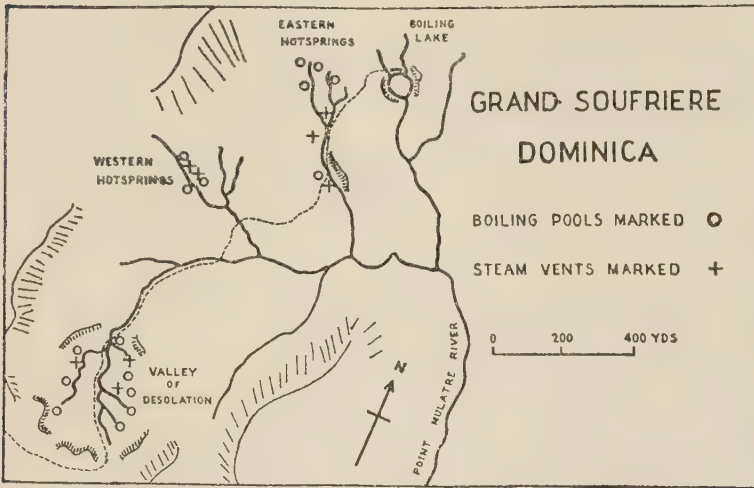 EASTERN
HOTSPRINGS
BOILING
LAKE
GRAND SOUFRIERE
DOMINICA
WESTERN
HOTSPRINGS
BOILING POOLS MARKED O
STEAM VENTS MARKED +
0 200 400 YDS
VALLEY
OF
DESOLATION
N
POINT MULATRE RIVER